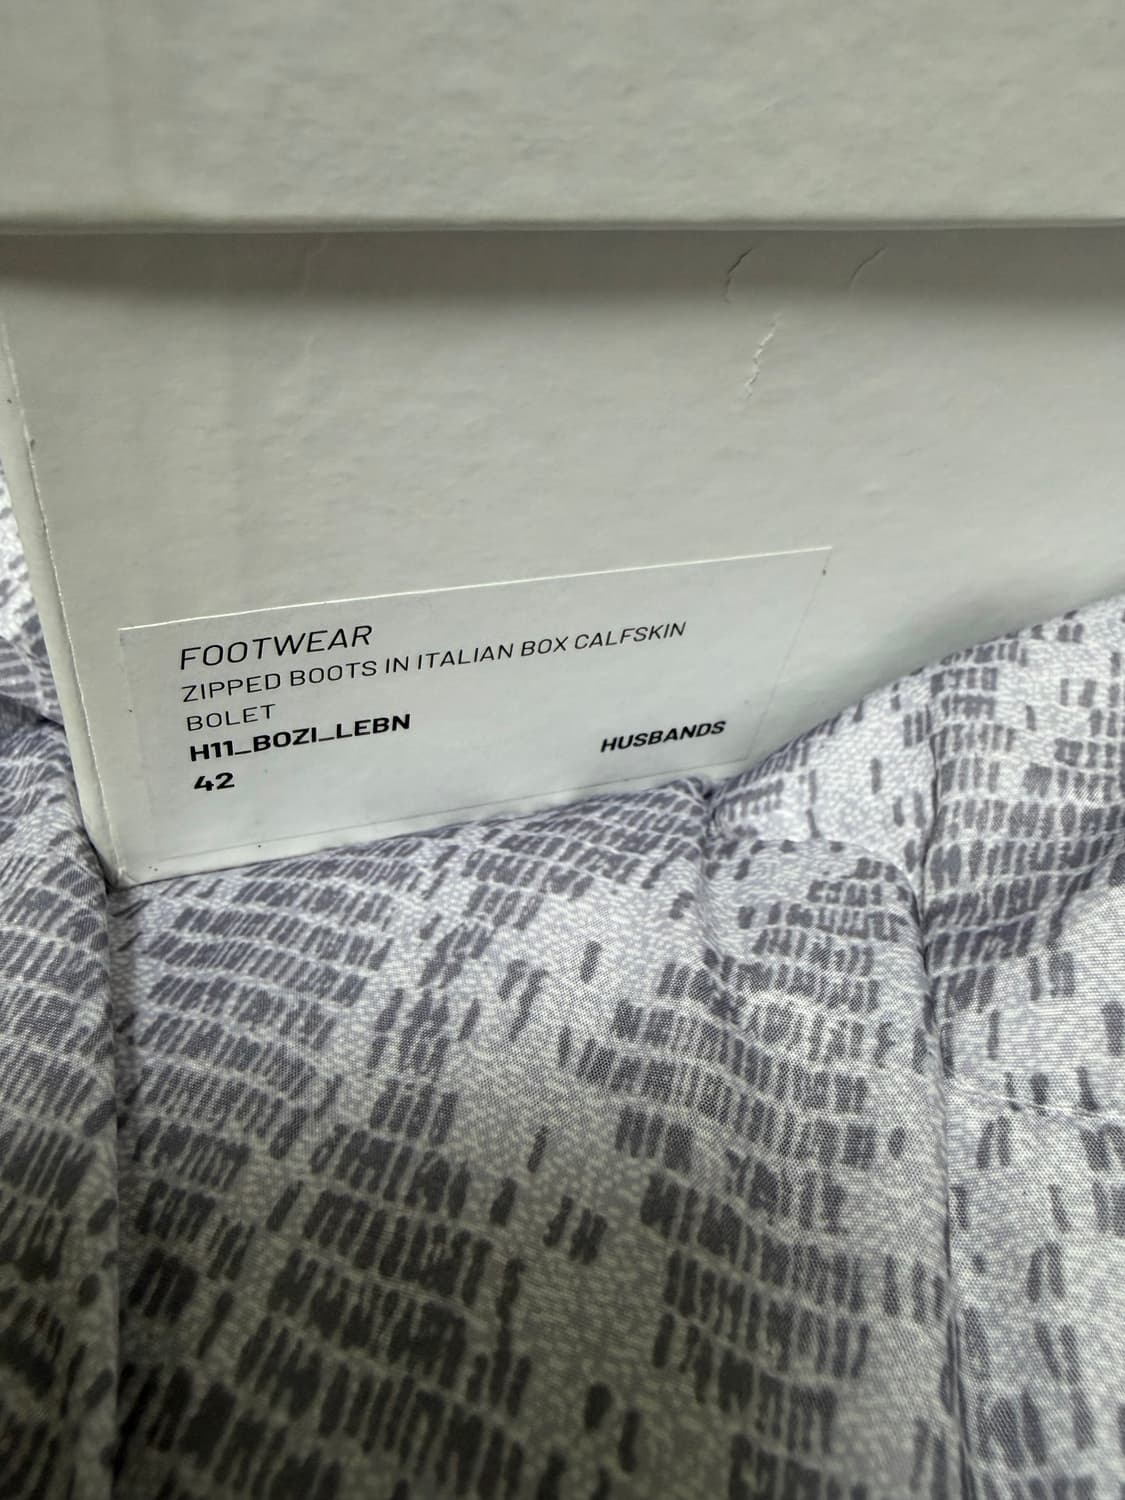 FOOTWEAR
ZIPPED BOOTS IN ITALIAN BOX CALFSKIN
BOLET
H11_BOZI_LEBN
42
HUSBANDS